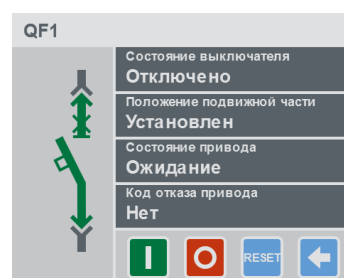 QF1
Состояние выключателя
Отключено
Положение подвижной части
Установлен
Состояние привода
Ожидание
Код отказа привода
Нет
RESET